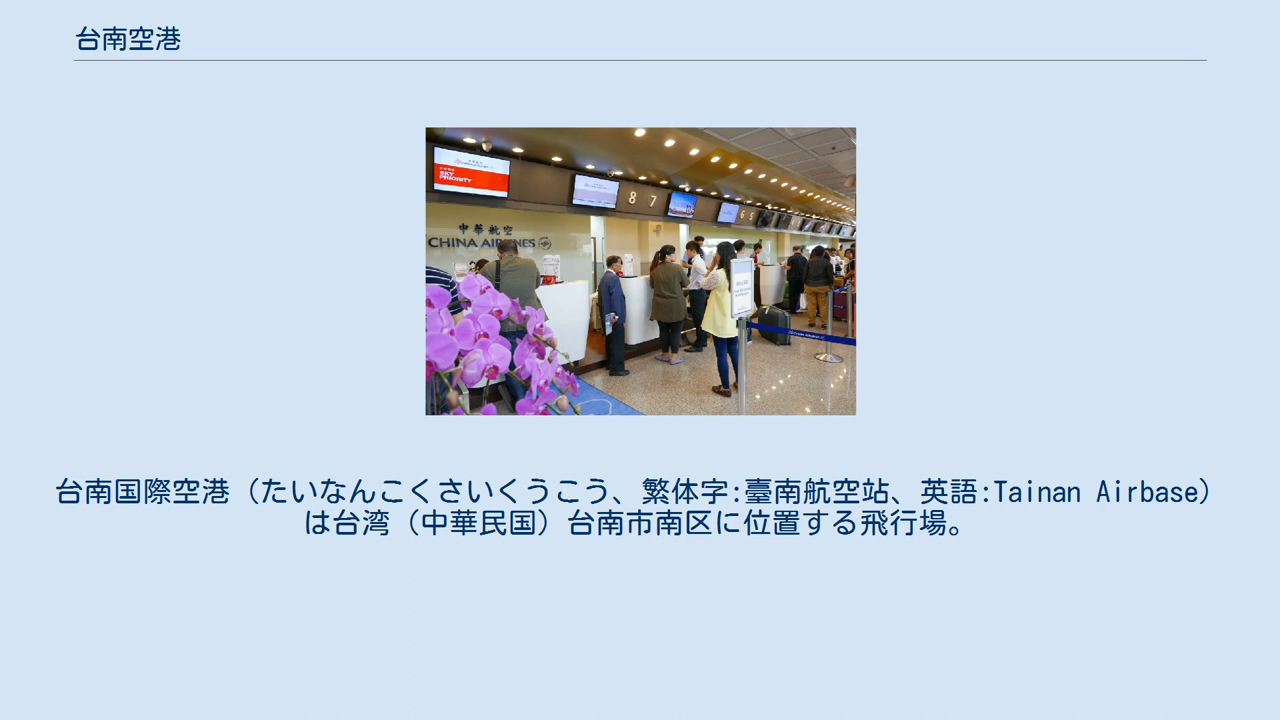 台南空港
SKY
PRIORITY
8 7
6 5
中華航空
CHINA AIRLINES
台南国際空港（たいなんこくさいくうこう、繁体字:臺南航空站、英語:Tainan Airbase）
は台湾（中華民国）台南市南区に位置する飛行場。